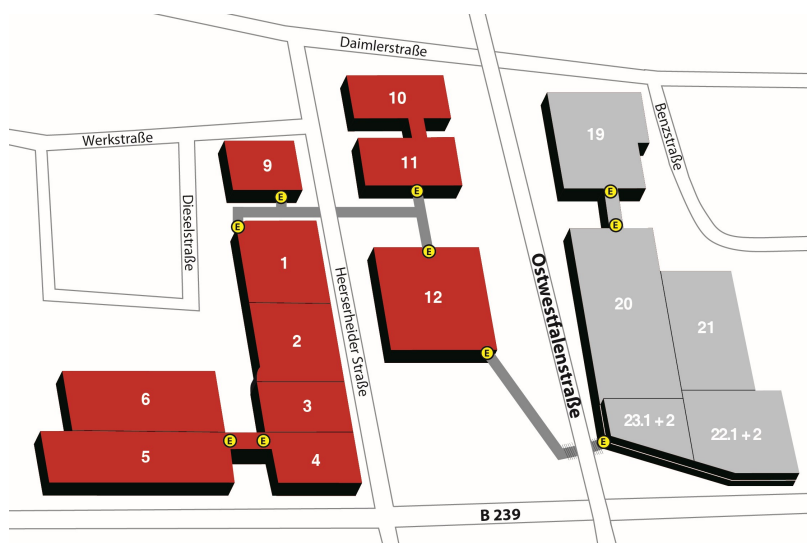 Daimlerstraße
10
Werkstraße
19
Benzstraße
9
11
E
E
E
Dieselstraße
E
E
E
1
Ostwestfalenstraße
Heerserheider Straße
12
20
21
2
E
6
3
23.1 + 2
22.1 + 2
E
E
E
5
4
B 239